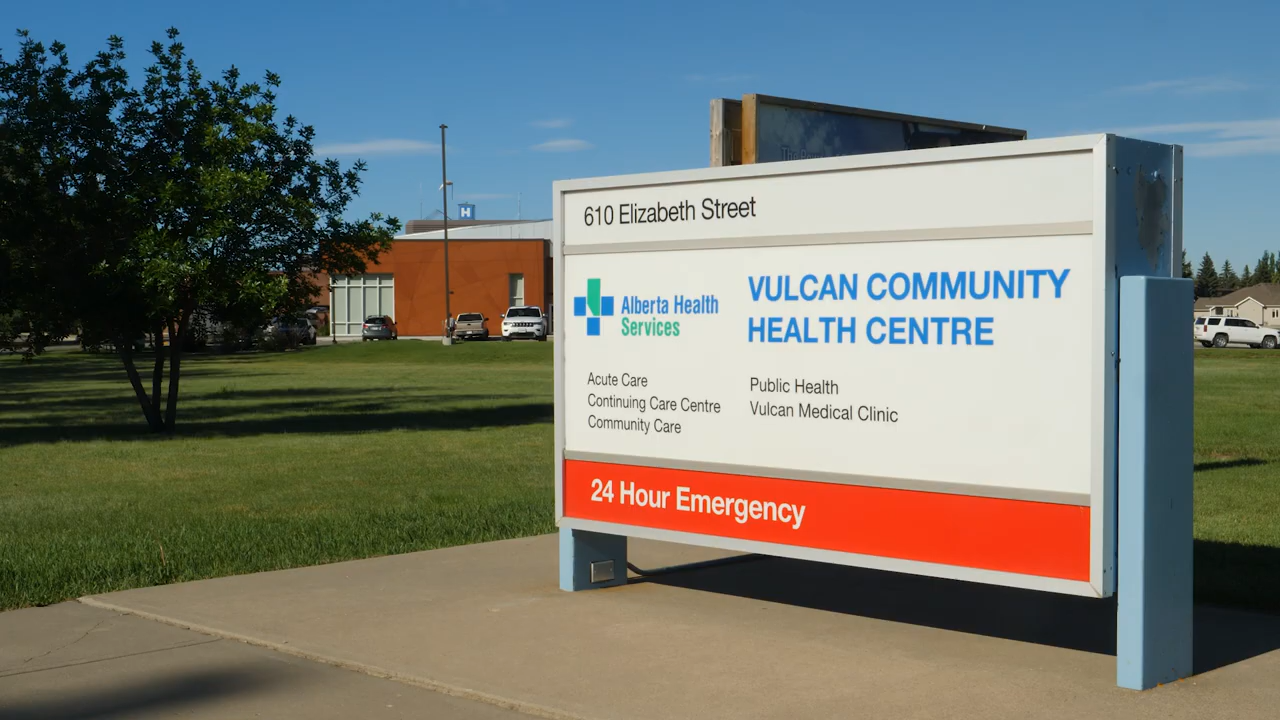 610 Elizabeth Street
Alberta Health
Services
VULCAN COMMUNITY
HEALTH CENTRE
Acute Care
Continuing Care Centre
Community Care
Public Health
Vulcan Medical Clinic
24 Hour Emergency
H